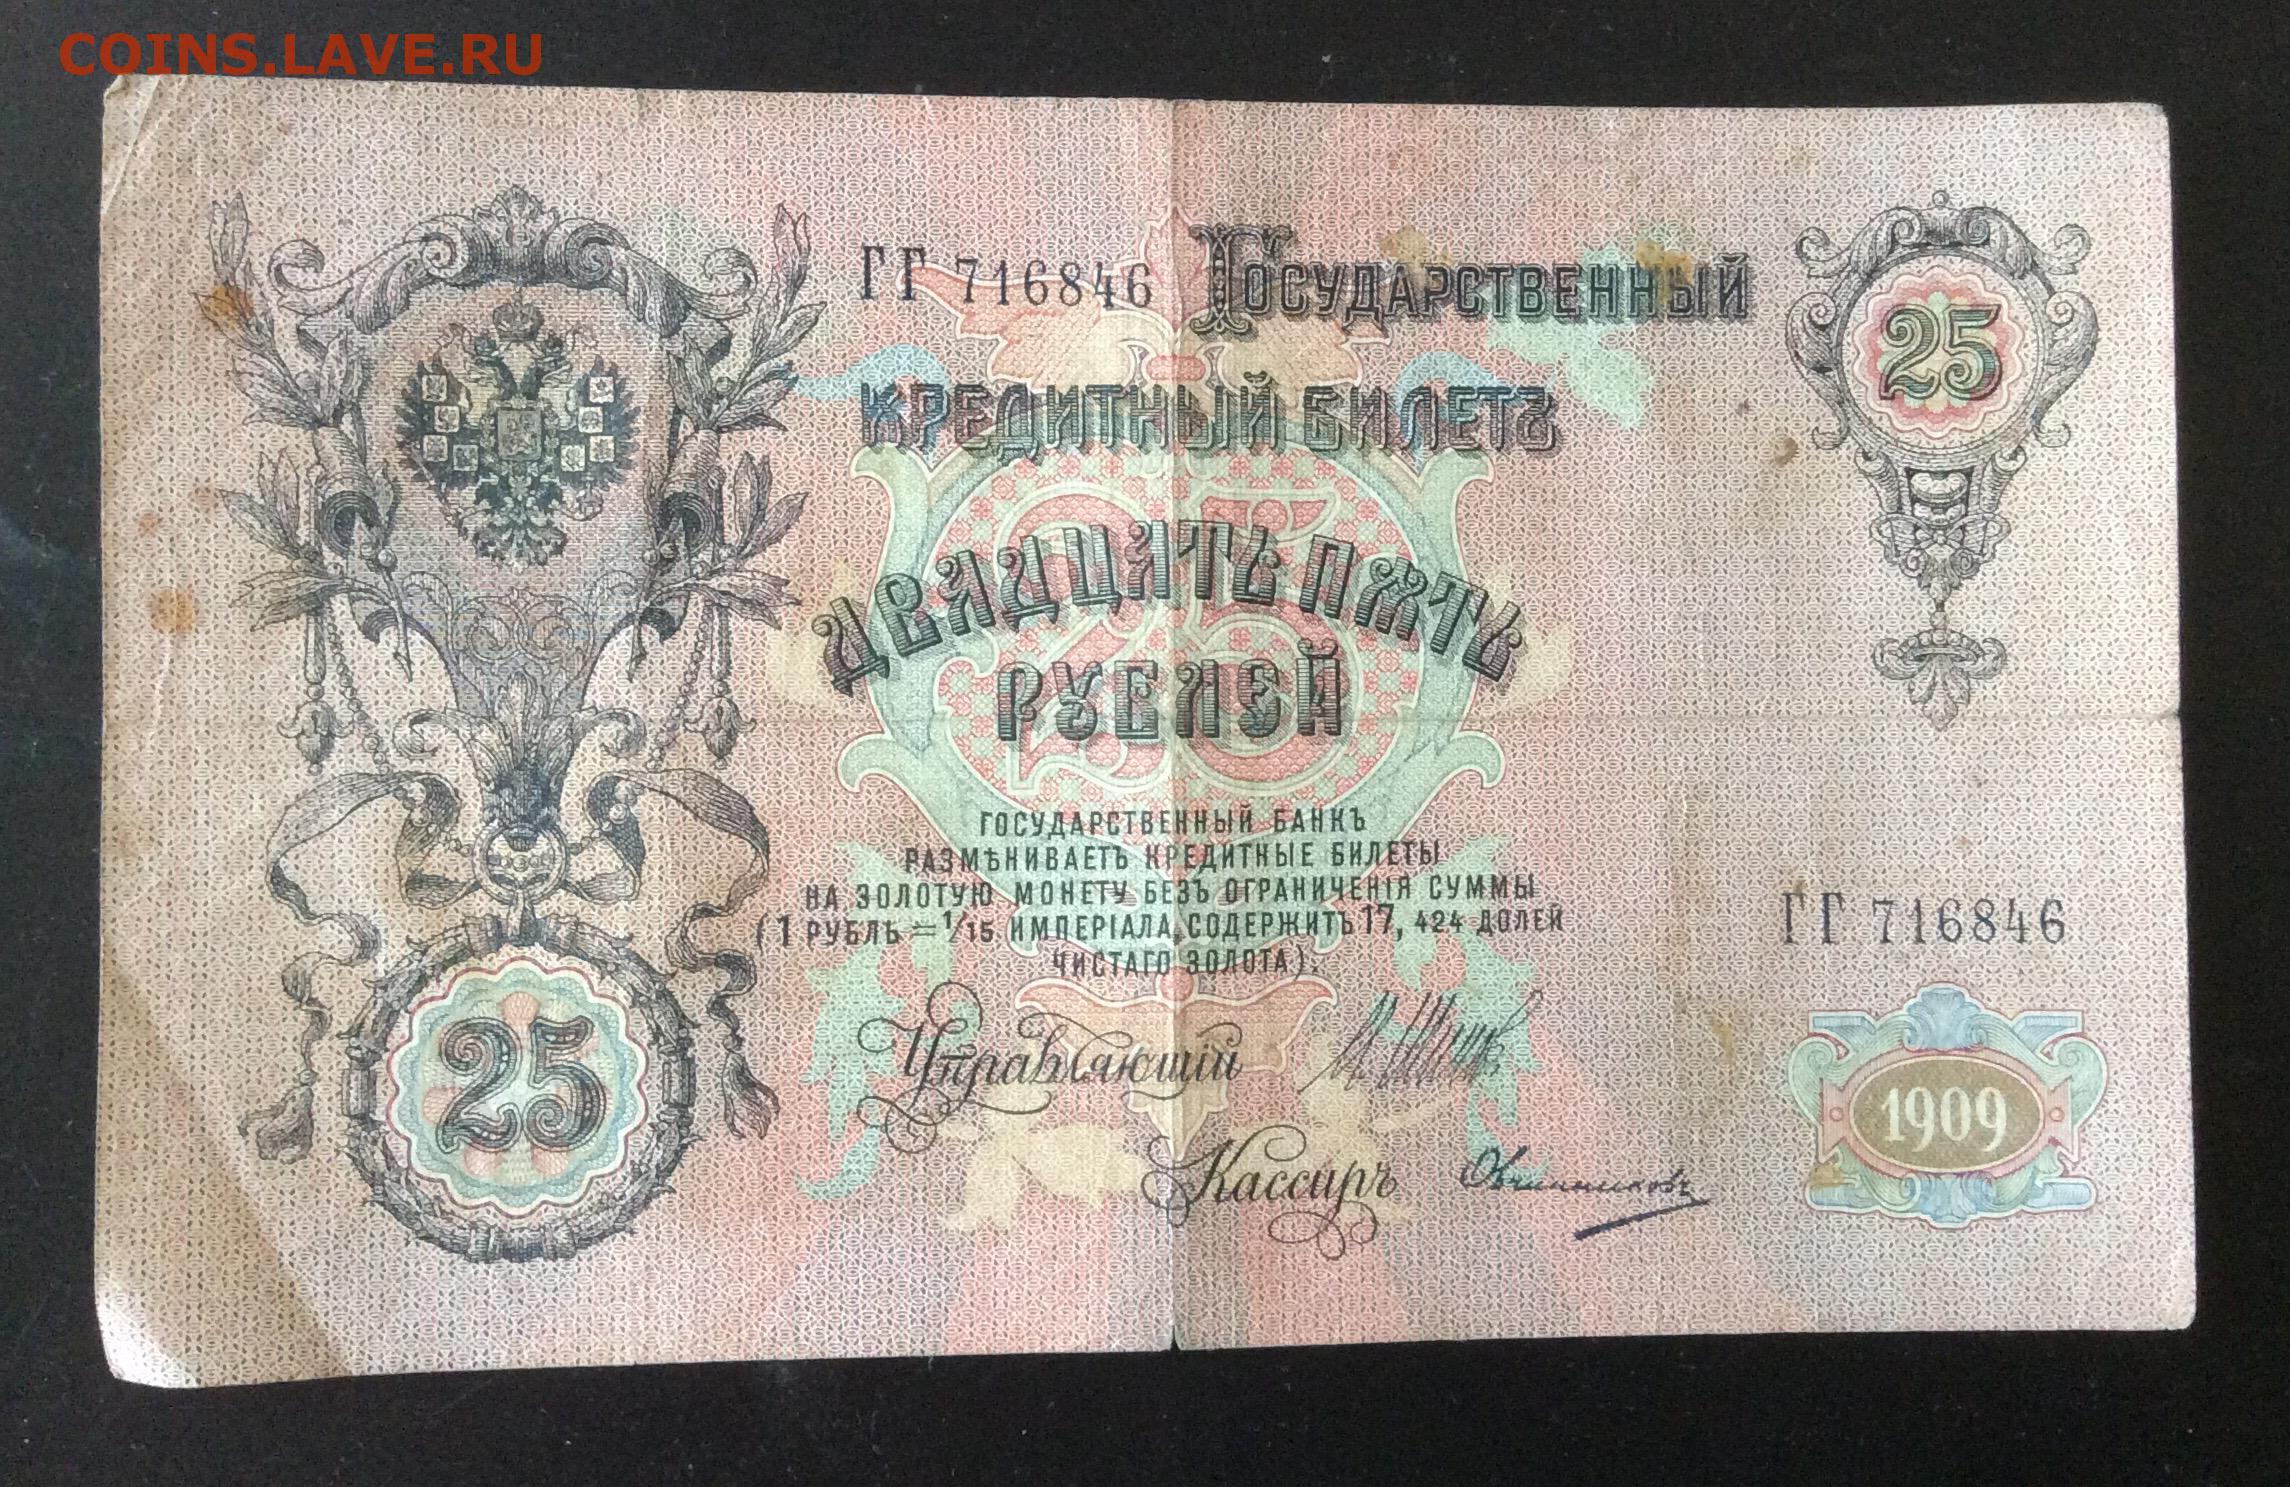 COINS.LAVE.RU
ГГ 716846 ГОСУДАРСТВЕННЫЙ
КРЕДИТНЫЙ БИЛЕТЪ
25
ДВАДЦАТЬ ПЯТЬ
РУБЛЕЙ
25
ГОСУДАРСТВЕННЫЙ БАНКЪ
РАЗМѢНИВАЕТЪ КРЕДИТНЫЕ БИЛЕТЫ
НА ЗОЛОТУЮ МОНЕТУ БЕЗЪ ОГРАНИЧЕНІЯ СУММЫ
(1 РУБЛЬ = 1/15 ИМПЕРІАЛА, СОДЕРЖИТЪ 17, 424 ДОЛЕЙ
ЧИСТАГО ЗОЛОТА).
ГГ 716846
25
Управляющій
Кассиръ Овчинниковъ
1909